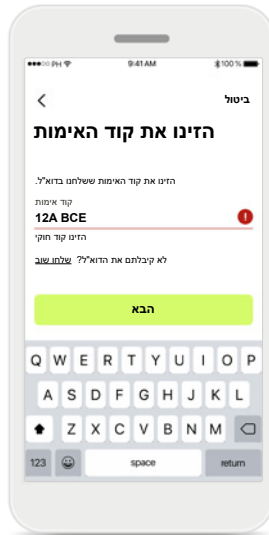 PH 9:41 AM 100 %
ביטול
הזינו את קוד האימות
הזינו את קוד האימות ששלחנו בדוא"ל.
קוד אימות
12A BCE
!
הזינו קוד חוקי
לא קיבלתם את הדוא"ל? שלחו שוב
הבא
Q W E R T Y U I O P
A S D F G H J K L
Z X C V B N M
123 space return